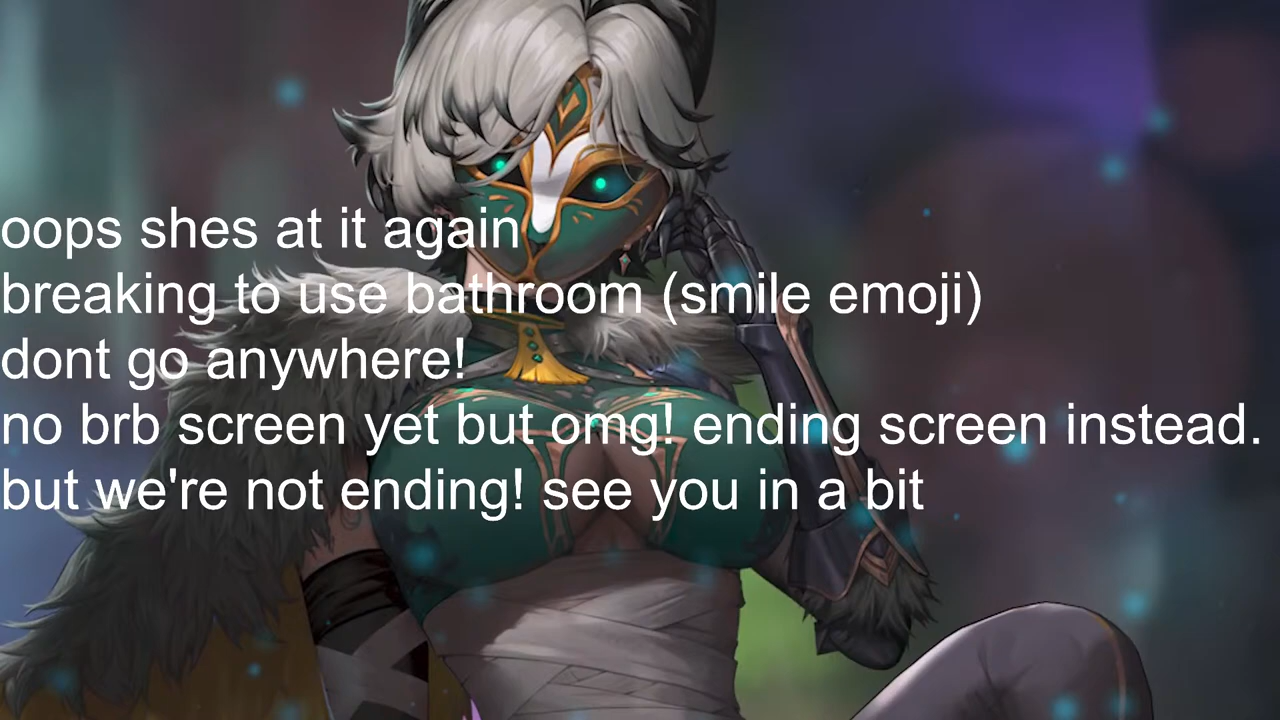 oops shes at it again
breaking to use bathroom (smile emoji)
dont go anywhere!
no brb screen yet but omg! ending screen instead.
but we're not ending! see you in a bit